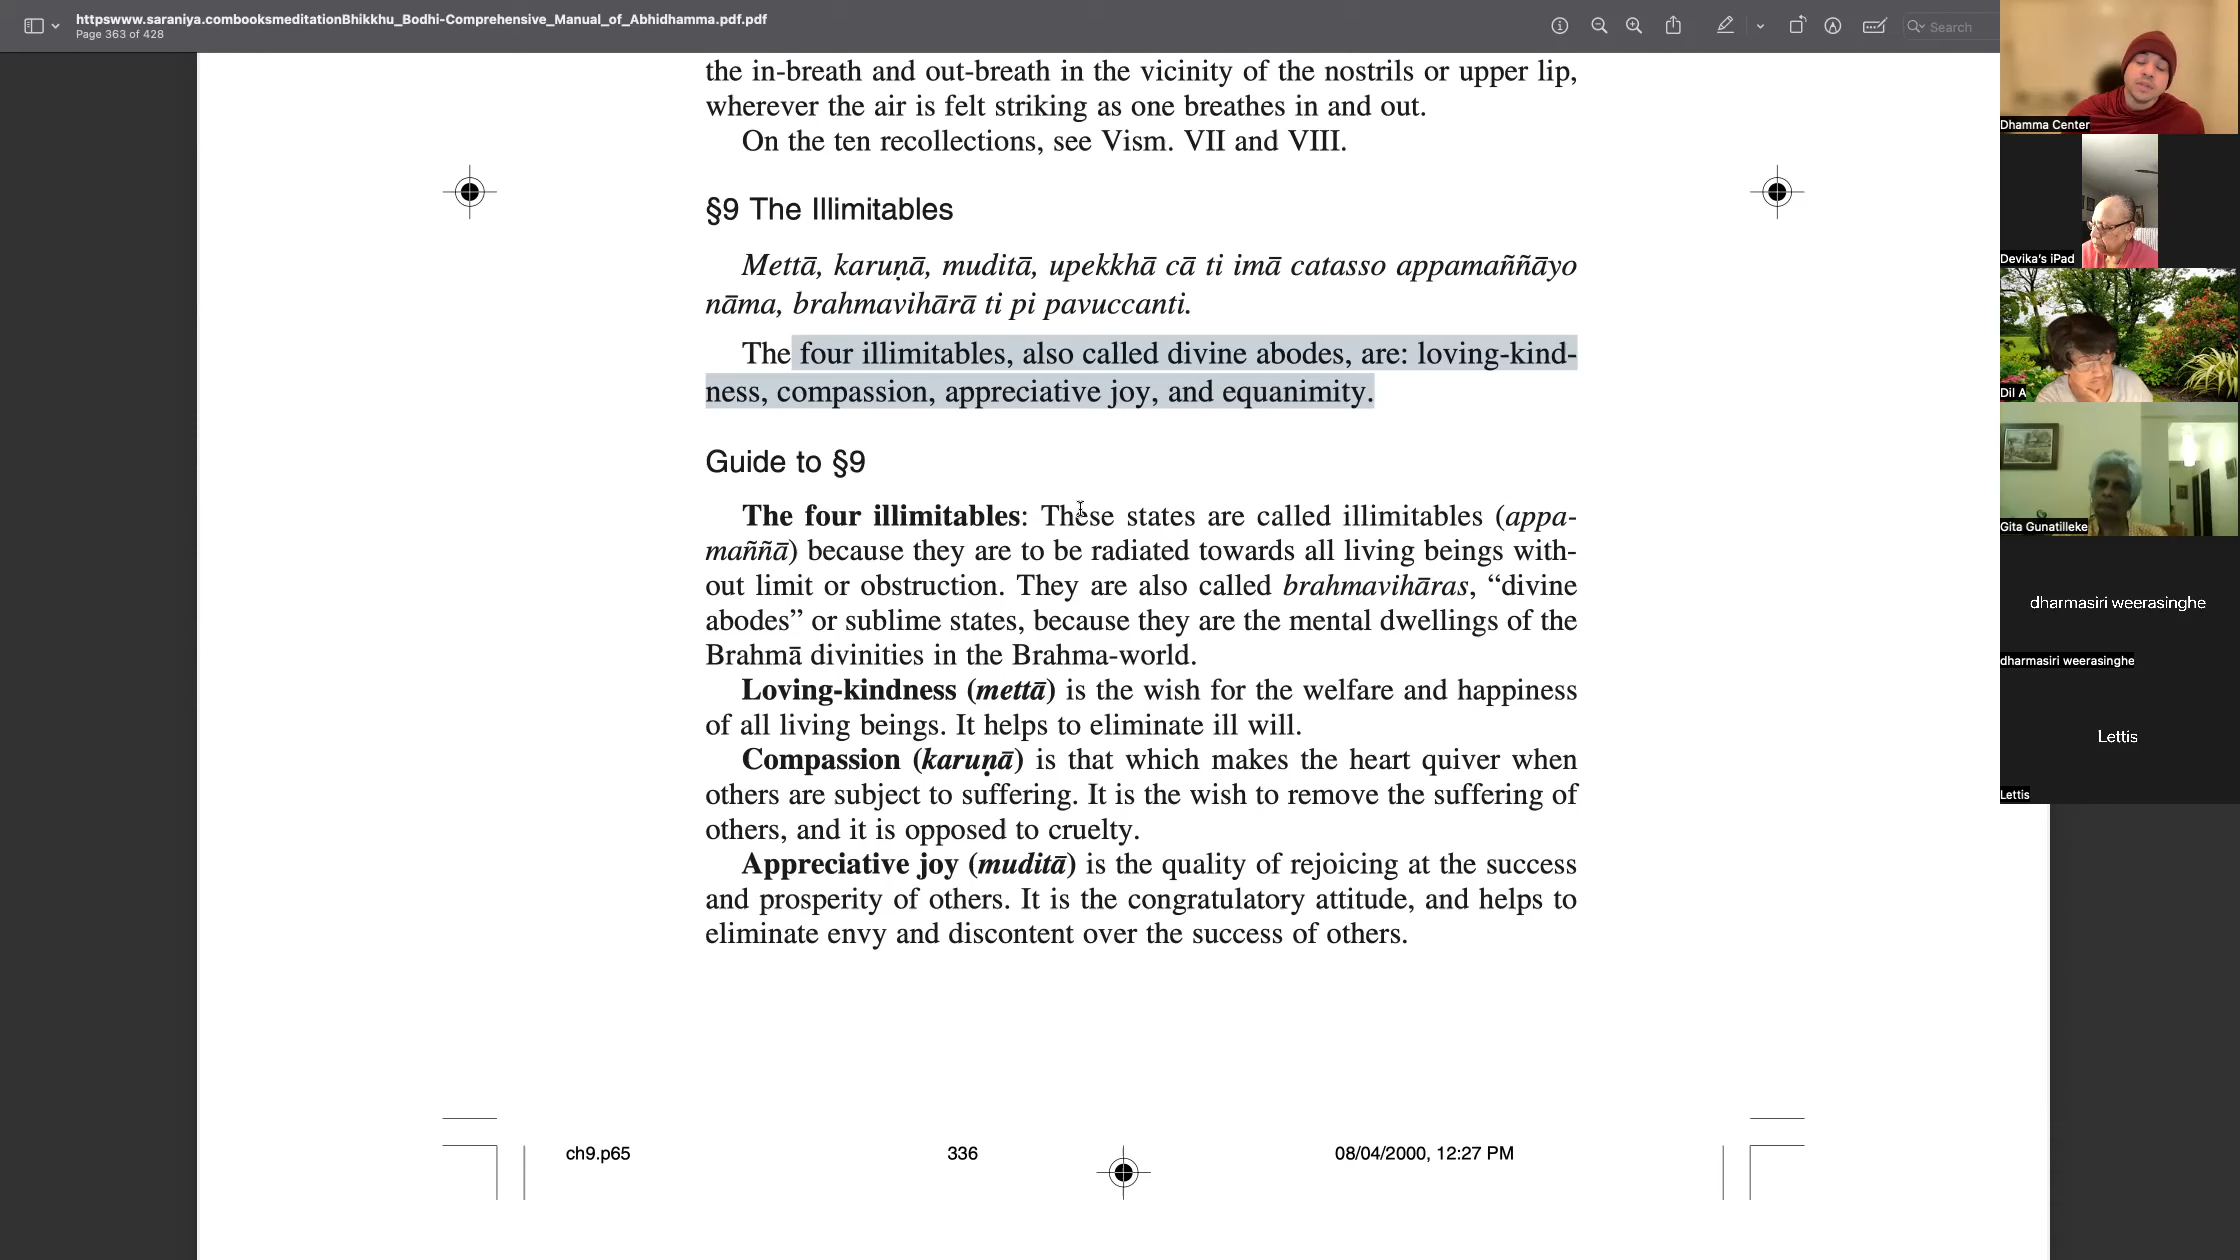 httpswww.saraniya.combooksmeditationBhikkhu_Bodhi-Comprehensive_Manual_of_Abhidhamma.pdf.pdf
Page 363 of 428
Search
the in-breath and out-breath in the vicinity of the nostrils or upper lip,
wherever the air is felt striking as one breathes in and out.
On the ten recollections, see Vism. VII and VIII.
§9 The Illimitables
Mettā, karuṇā, muditā, upekkhā cā ti imā catasso appamaññāyo
nāma, brahmavihārā ti pi pavuccanti.
The four illimitables, also called divine abodes, are: loving-kind-
ness, compassion, appreciative joy, and equanimity.
Guide to §9
The four illimitables: These states are called illimitables (appa-
maññā) because they are to be radiated towards all living beings with-
out limit or obstruction. They are also called brahmavihāras, “divine
abodes” or sublime states, because they are the mental dwellings of the
Brahmā divinities in the Brahma-world.
Loving-kindness (mettā) is the wish for the welfare and happiness
of all living beings. It helps to eliminate ill will.
Compassion (karuṇā) is that which makes the heart quiver when
others are subject to suffering. It is the wish to remove the suffering of
others, and it is opposed to cruelty.
Appreciative joy (muditā) is the quality of rejoicing at the success
and prosperity of others. It is the congratulatory attitude, and helps to
eliminate envy and discontent over the success of others.
ch9.p65
336
08/04/2000, 12:27 PM
Dhamma Center
Devika's iPad
Dil A
Gita Gunatilleke
dharmasiri weerasinghe
dharmasiri weerasinghe
Lettis
Lettis